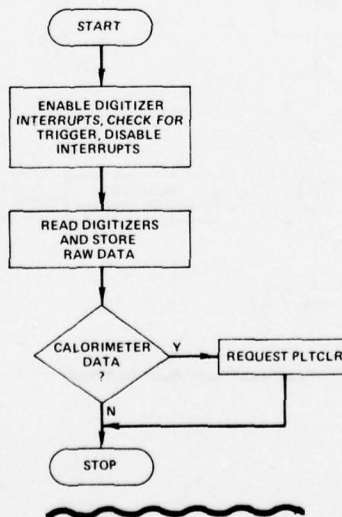 START
ENABLE DIGITIZER
INTERRUPTS, CHECK FOR
TRIGGER, DISABLE
INTERRUPTS
READ DIGITIZERS
AND STORE
RAW DATA
CALORIMETER
DATA
?
Y
REQUEST PLTCLR
N
STOP